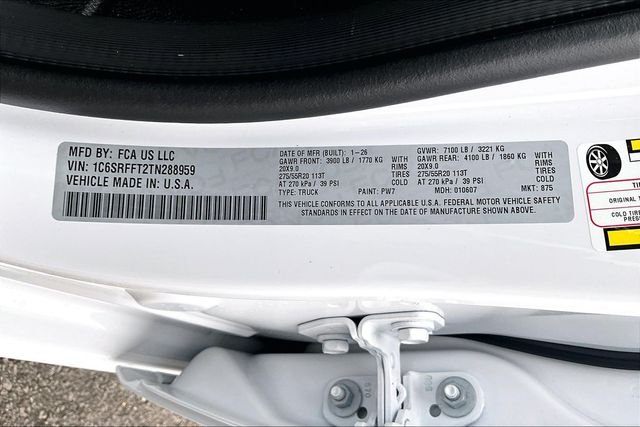 MFD BY: FCA US LLC
VIN: 1C6SRFFT2TN288959
VEHICLE MADE IN U.S.A.
DATE OF MFR (BUILT): 1-26
GAWR FRONT: 3900 LB / 1770 KG
20X9.0 RIMS
275/55R20 113T TIRES
AT 270 kPa / 39 PSI COLD
TYPE: TRUCK PAINT: PW7
GVWR: 7100 LB / 3221 KG
GAWR REAR: 4100 LB / 1860 KG
20X9.0 RIMS
275/55R20 113T TIRES
AT 270 kPa / 39 PSI COLD
MDH: 010607 MKT: 875
THIS VEHICLE CONFORMS TO ALL APPLICABLE U.S.A. FEDERAL MOTOR VEHICLE SAFETY
STANDARDS IN EFFECT ON THE DATE OF MANUFACTURE SHOWN ABOVE.
ORIGINAL
COLD TIRE